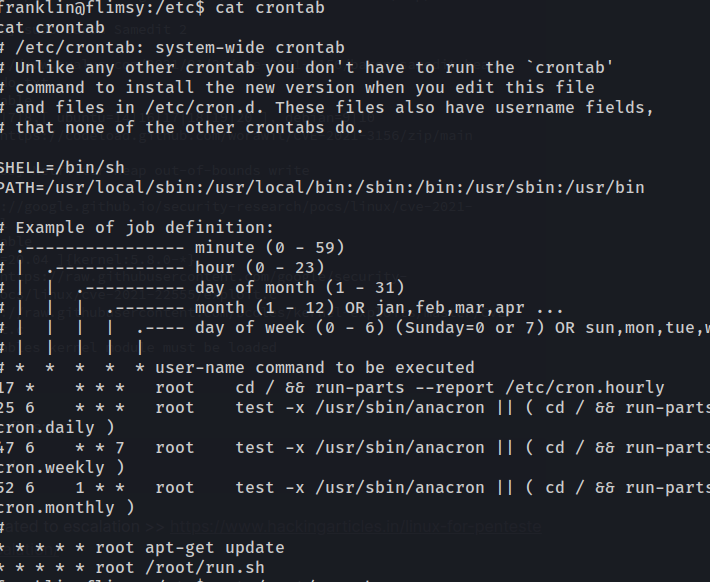 franklin@flimsy:/etc$ cat crontab
cat crontab
# /etc/crontab: system-wide crontab
# Unlike any other crontab you don't have to run the `crontab'
# command to install the new version when you edit this file
# and files in /etc/cron.d. These files also have username fields,
# that none of the other crontabs do.
SHELL=/bin/sh
PATH=/usr/local/sbin:/usr/local/bin:/sbin:/bin:/usr/sbin:/usr/bin
# Example of job definition:
# .---------------- minute (0 - 59)
# |  .------------- hour (0 - 23)
# |  |  .---------- day of month (1 - 31)
# |  |  |  .------- month (1 - 12) OR jan,feb,mar,apr ...
# |  |  |  |  .---- day of week (0 - 6) (Sunday=0 or 7) OR sun,mon,tue,w
# |  |  |  |  |
# *  *  *  *  * user-name command to be executed
17 *   * * *   root    cd / && run-parts --report /etc/cron.hourly
25 6   * * *   root    test -x /usr/sbin/anacron || ( cd / && run-parts
cron.daily )
47 6   * * 7   root    test -x /usr/sbin/anacron || ( cd / && run-parts
cron.weekly )
52 6   1 * *   root    test -x /usr/sbin/anacron || ( cd / && run-parts
cron.monthly )
#
* * * * * root apt-get update
* * * * * root /root/run.sh